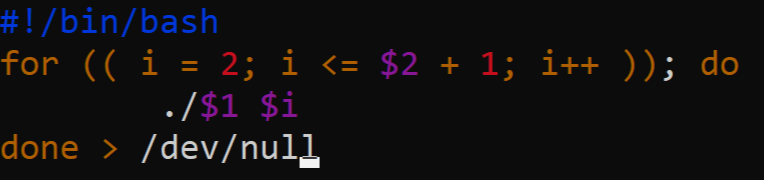 #!/bin/bash
for (( i = 2; i <= $2 + 1; i++ )); do
        ./$1 $i
done > /dev/null